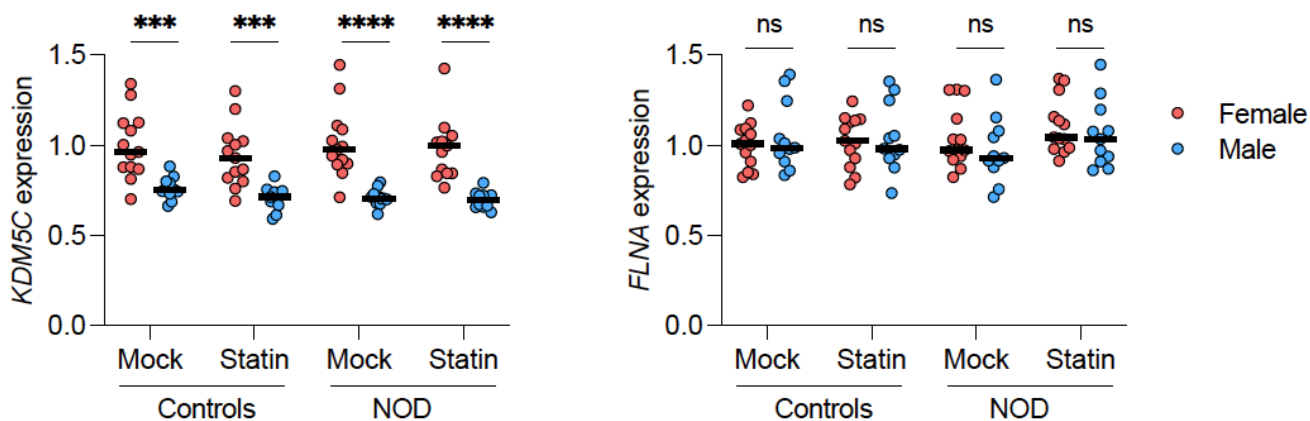 *** *** **** ****
KDM5C expression
1.5
1.0
0.5
0.0
Mock Statin Mock Statin
Controls NOD
ns ns ns ns
FLNA expression
1.5
1.0
0.5
0.0
Mock Statin Mock Statin
Controls NOD
Female
Male